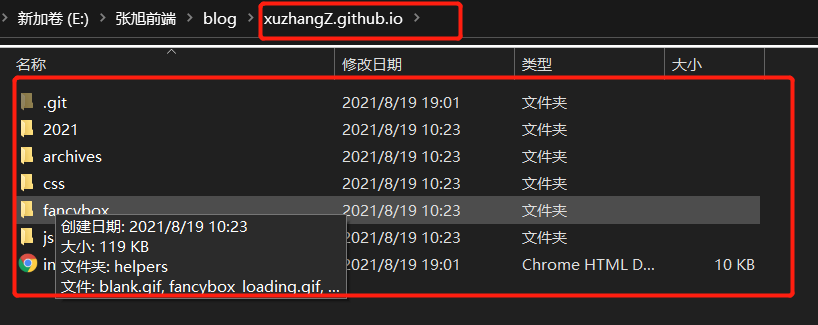 新加卷 (E:) > 张旭前端 > blog > xuzhangZ.github.io >
名称 修改日期 类型 大小
.git 2021/8/19 19:01 文件夹
2021 2021/8/19 10:23 文件夹
archives 2021/8/19 10:23 文件夹
css 2021/8/19 10:23 文件夹
fancybox 2021/8/19 10:23 文件夹
js 2021/8/19 10:23 文件夹
in 2021/8/19 19:01 Chrome HTML D... 10 KB
创建日期: 2021/8/19 10:23
大小: 119 KB
文件夹: helpers
文件: blank.gif, fancybox_loading.gif, ...